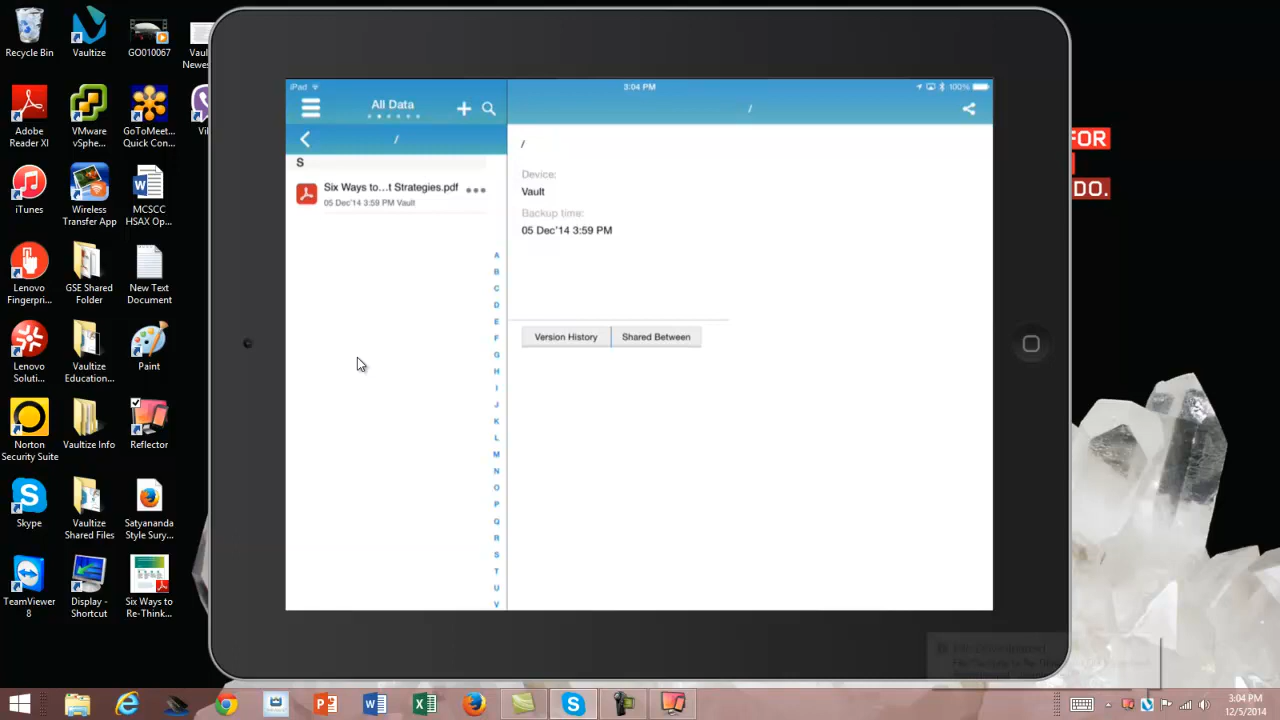 Recycle Bin
Vaultize
GO010067
Vaul
Newes
Adobe
Reader XI
VMware
vSphe...
GoToMeet...
Quick Con...
Vi
iTunes
Wireless
Transfer App
MCSCC
HSAX Op...
Lenovo
Fingerpri...
GSE Shared
Folder
New Text
Document
Lenovo
Soluti...
Vaultize
Education...
Paint
Norton
Security Suite
Vaultize Info
Reflector
Skype
Vaultize
Shared Files
Satyananda
Style Sury...
TeamViewer
8
Display -
Shortcut
Six Ways to
Re-Think...
iPad
3:04 PM
100%
All Data
/
/
S
Six Ways to...t Strategies.pdf
05 Dec'14 3:59 PM Vault
A
B
C
D
E
F
G
H
I
J
K
L
M
N
O
P
Q
R
S
T
U
V
/
Device:
Vault
Backup time:
05 Dec'14 3:59 PM
Version History
Shared Between
FOR
DO.
3:04 PM
12/5/2014